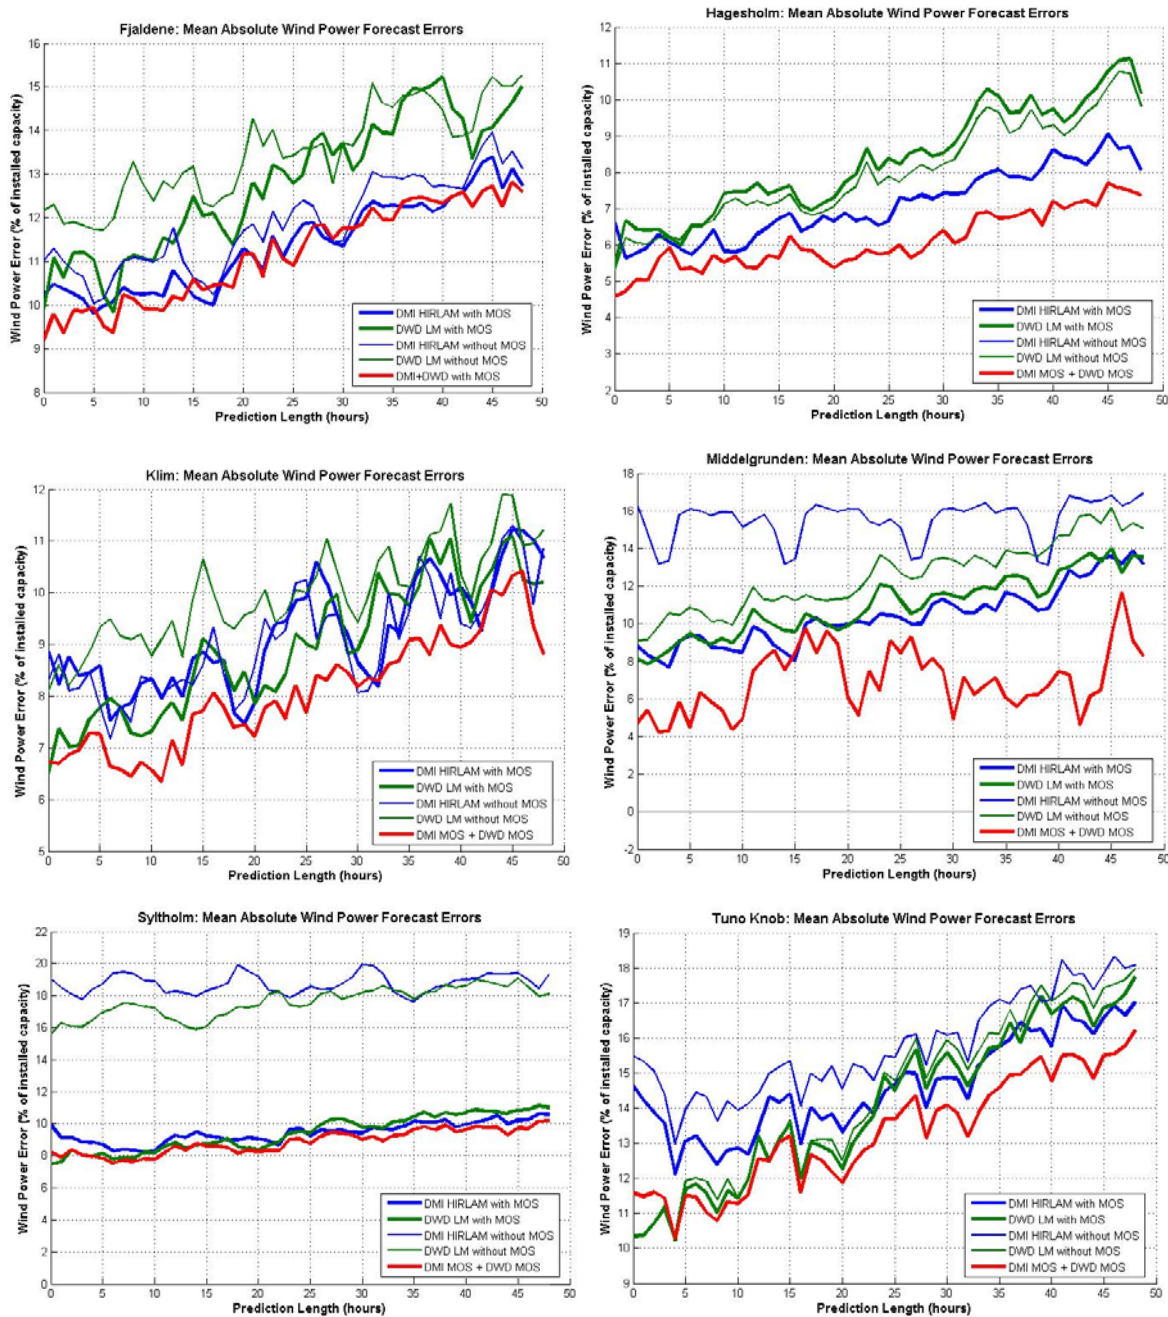 Fjaldene: Mean Absolute Wind Power Forecast Errors
Wind Power Error (% of installed capacity)
16
15
14
13
12
11
10
9
8
0 5 10 15 20 25 30 35 40 45 50
Prediction Length (hours)
DMI HIRLAM with MOS
DWD LM with MOS
DMI HIRLAM without MOS
DWD LM without MOS
DMI+DWD with MOS
Hagesholm: Mean Absolute Wind Power Forecast Errors
Wind Power Error (% of installed capacity)
12
11
10
9
8
7
6
5
4
3
2
0 5 10 15 20 25 30 35 40 45 50
Prediction Length (hours)
DMI HIRLAM with MOS
DWD LM with MOS
DMI HIRLAM without MOS
DWD LM without MOS
DMI MOS + DWD MOS
Klim: Mean Absolute Wind Power Forecast Errors
Wind Power Error (% of installed capacity)
12
11
10
9
8
7
6
5
0 5 10 15 20 25 30 35 40 45 50
Prediction Length (hours)
DMI HIRLAM with MOS
DWD LM with MOS
DMI HIRLAM without MOS
DWD LM without MOS
DMI MOS + DWD MOS
Middelgrunden: Mean Absolute Wind Power Forecast Errors
Wind Power Error (% of installed capacity)
18
16
14
12
10
8
6
4
2
0
-2
0 5 10 15 20 25 30 35 40 45 50
Prediction Length (hours)
DMI HIRLAM with MOS
DWD LM with MOS
DMI HIRLAM without MOS
DWD LM without MOS
DMI MOS + DWD MOS
Syltholm: Mean Absolute Wind Power Forecast Errors
Wind Power Error (% of installed capacity)
22
20
18
16
14
12
10
8
6
4
2
0
0 5 10 15 20 25 30 35 40 45 50
Prediction Length (hours)
DMI HIRLAM with MOS
DWD LM with MOS
DMI HIRLAM without MOS
DWD LM without MOS
DMI MOS + DWD MOS
Tuno Knob: Mean Absolute Wind Power Forecast Errors
Wind Power Error (% of installed capacity)
19
18
17
16
15
14
13
12
11
10
9
0 5 10 15 20 25 30 35 40 45 50
Prediction Length (hours)
DMI HIRLAM with MOS
DWD LM with MOS
DMI HIRLAM without MOS
DWD LM without MOS
DMI MOS + DWD MOS